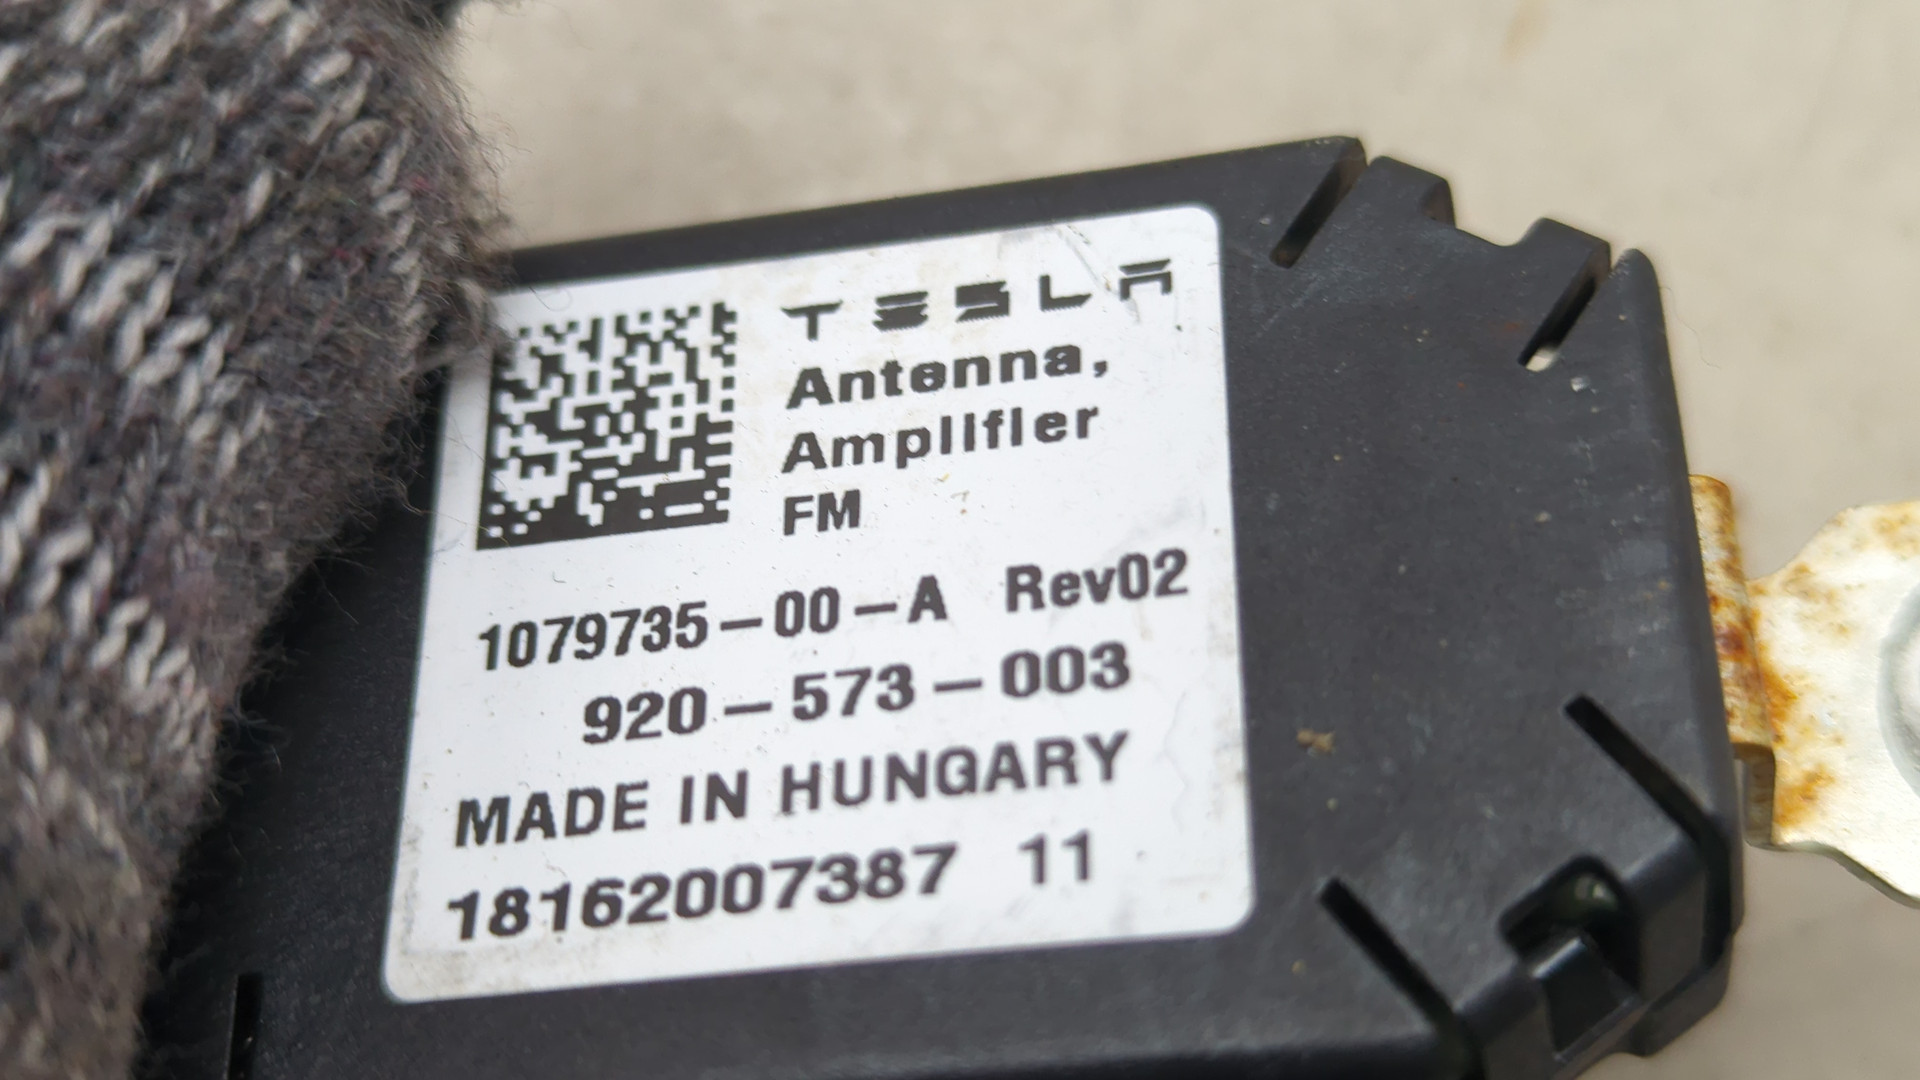 TESLA
Antenna,
Amplifier
FM
1079735-00-A Rev02
920-573-003
MADE IN HUNGARY
18162007387 11